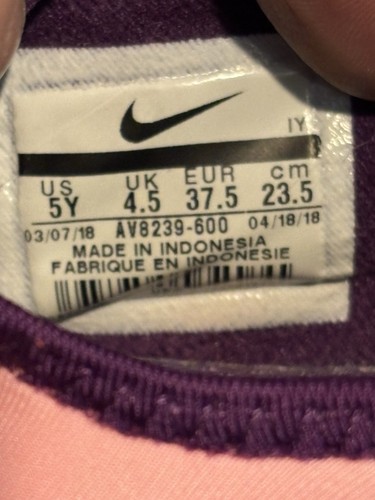 IY
US UK EUR cm
5Y 4.5 37.5 23.5
03/07/18 AV8239-600 04/18/18
MADE IN INDONESIA
FABRIQUE EN INDONESIE